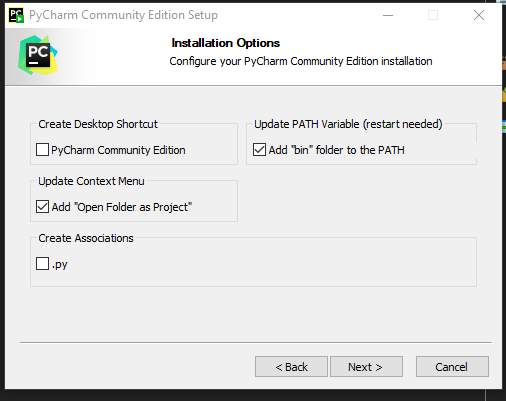 PyCharm Community Edition Setup
PC
PC
Installation Options
Configure your PyCharm Community Edition installation
Create Desktop Shortcut
PyCharm Community Edition
Update PATH Variable (restart needed)
Add "bin" folder to the PATH
Update Context Menu
Add "Open Folder as Project"
Create Associations
.py
< Back
Next >
Cancel